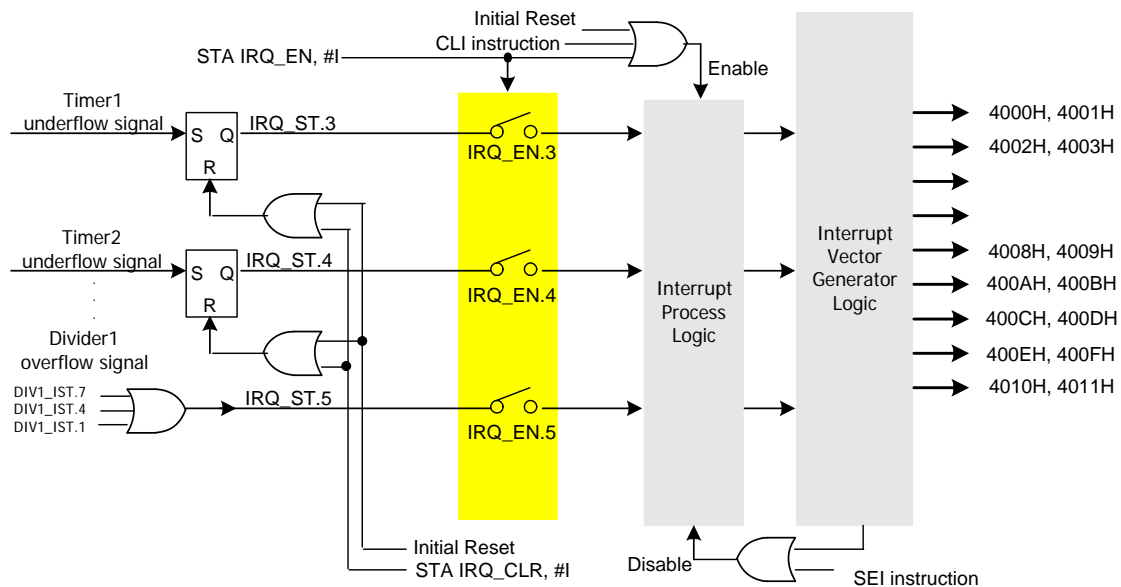 Initial Reset
CLI instruction
STA IRQ_EN, #I
Enable
Timer1
underflow signal
S Q
R
IRQ_ST.3
IRQ_EN.3
Timer2
underflow signal
S Q
R
IRQ_ST.4
IRQ_EN.4
.
.
.
Divider1
overflow signal
DIV1_IST.7
DIV1_IST.4
DIV1_IST.1
IRQ_ST.5
IRQ_EN.5
Interrupt
Process
Logic
Interrupt
Vector
Generator
Logic
4000H, 4001H
4002H, 4003H
4008H, 4009H
400AH, 400BH
400CH, 400DH
400EH, 400FH
4010H, 4011H
Initial Reset
STA IRQ_CLR, #I
Disable
SEI instruction